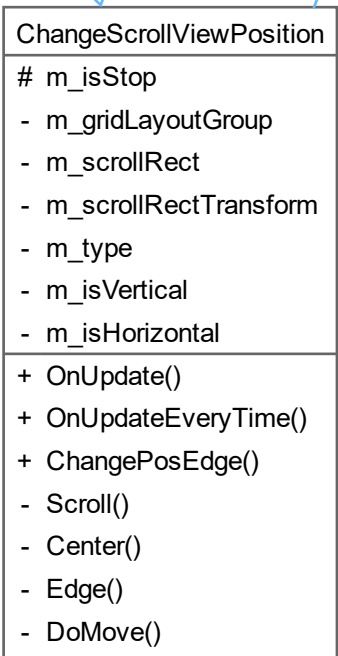 ChangeScrollViewPosition
# m_isStop
- m_gridLayoutGroup
- m_scrollRect
- m_scrollRectTransform
- m_type
- m_isVertical
- m_isHorizontal
+ OnUpdate()
+ OnUpdateEveryTime()
+ ChangePosEdge()
- Scroll()
- Center()
- Edge()
- DoMove()